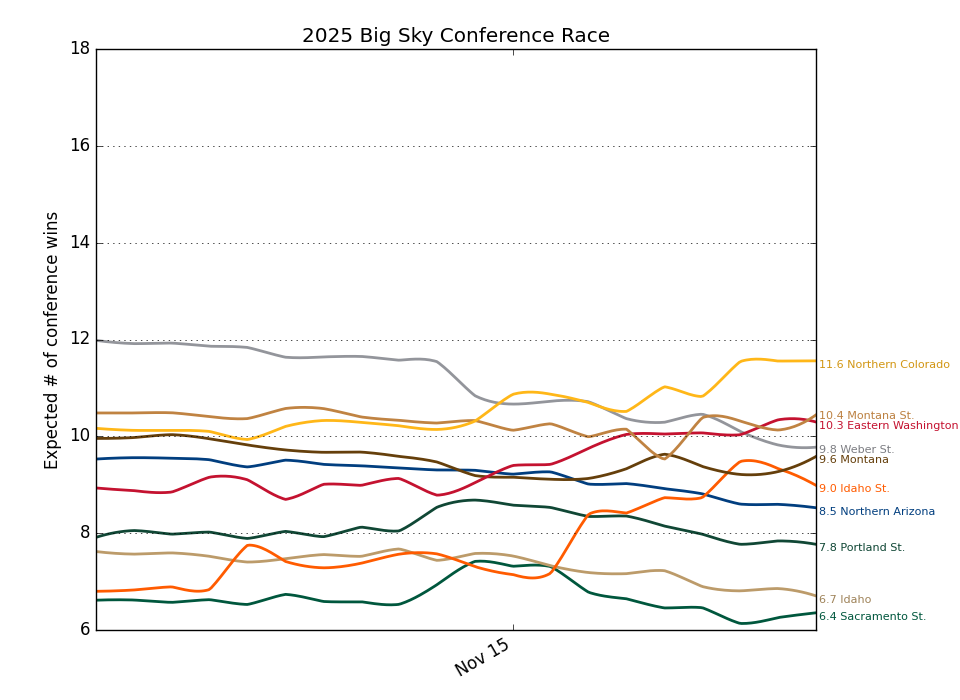 2025 Big Sky Conference Race
Expected # of conference wins
18
16
14
12
10
8
6
Nov 15
11.6 Northern Colorado
10.4 Montana St.
10.3 Eastern Washington
9.8 Weber St.
9.6 Montana
9.0 Idaho St.
8.5 Northern Arizona
7.8 Portland St.
6.7 Idaho
6.4 Sacramento St.